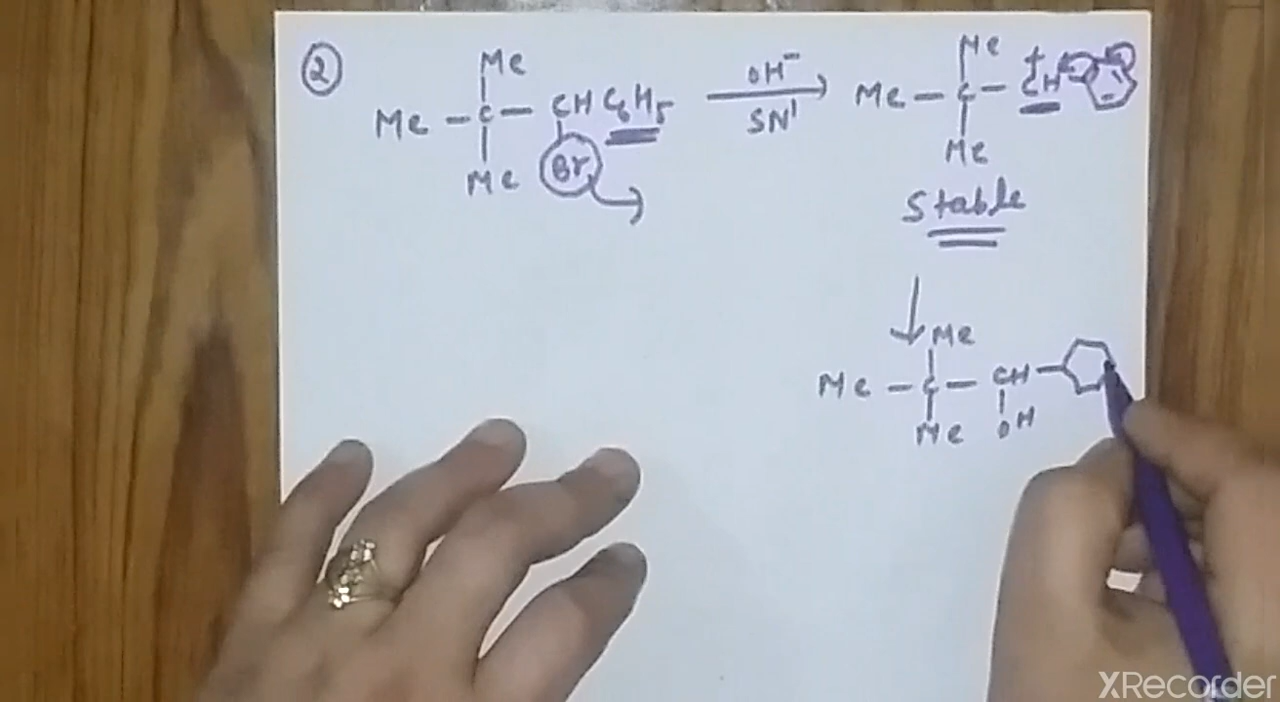 ②
Me
Me – C – CH C6H5
Me Br
OH⁻
SN¹
Me
Me – C – CH +
Me
Stable
Me
Me – C – CH –
Me OH
XRecorder